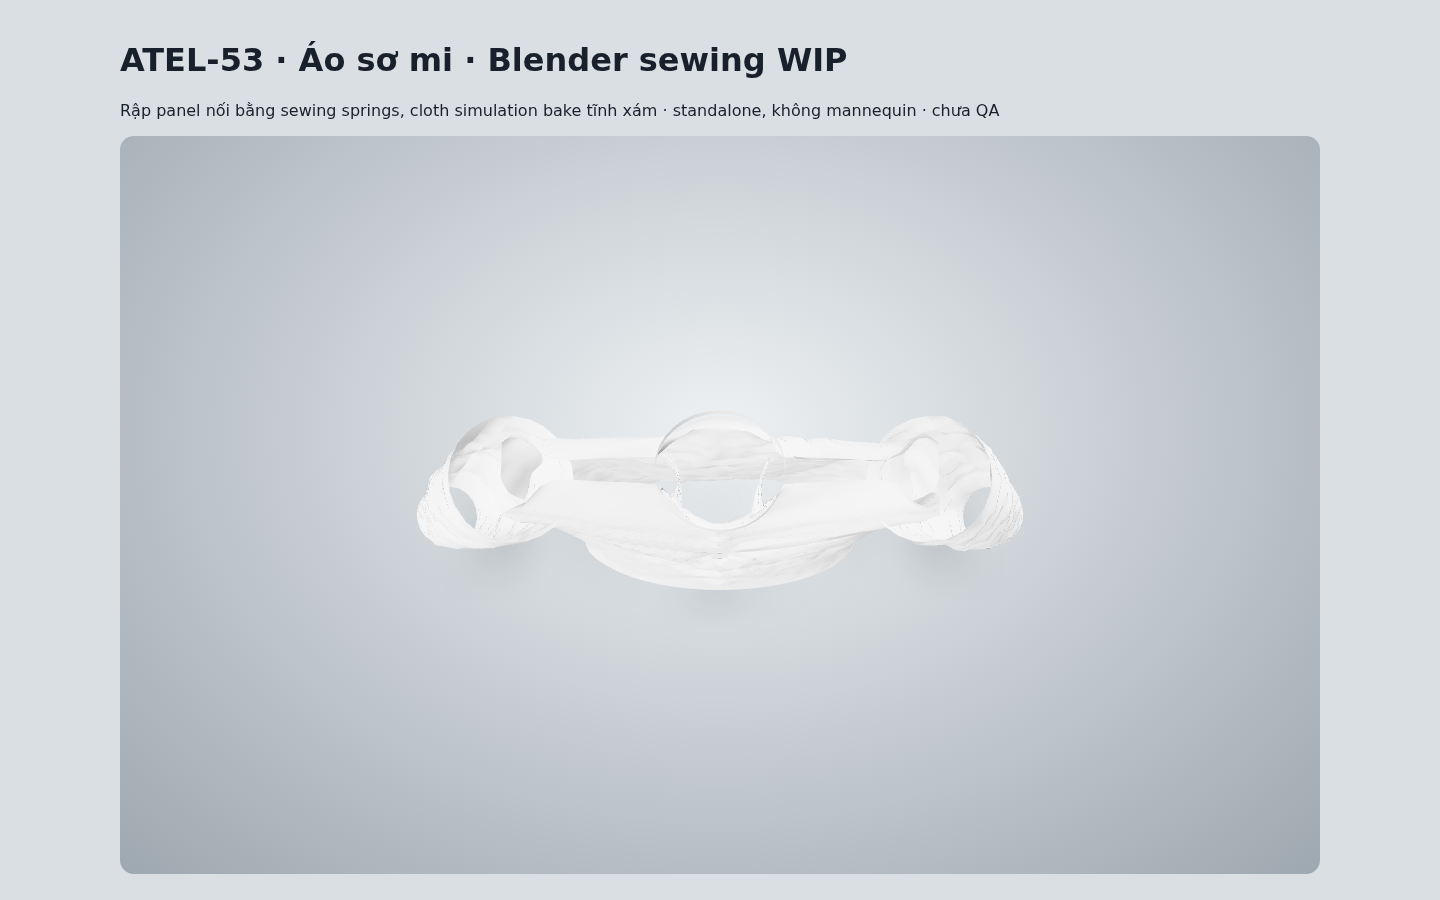 ATEL-53 · Áo sơ mi · Blender sewing WIP
Rập panel nối bằng sewing springs, cloth simulation bake tĩn xám · standalone, không mannequin · chưa QA